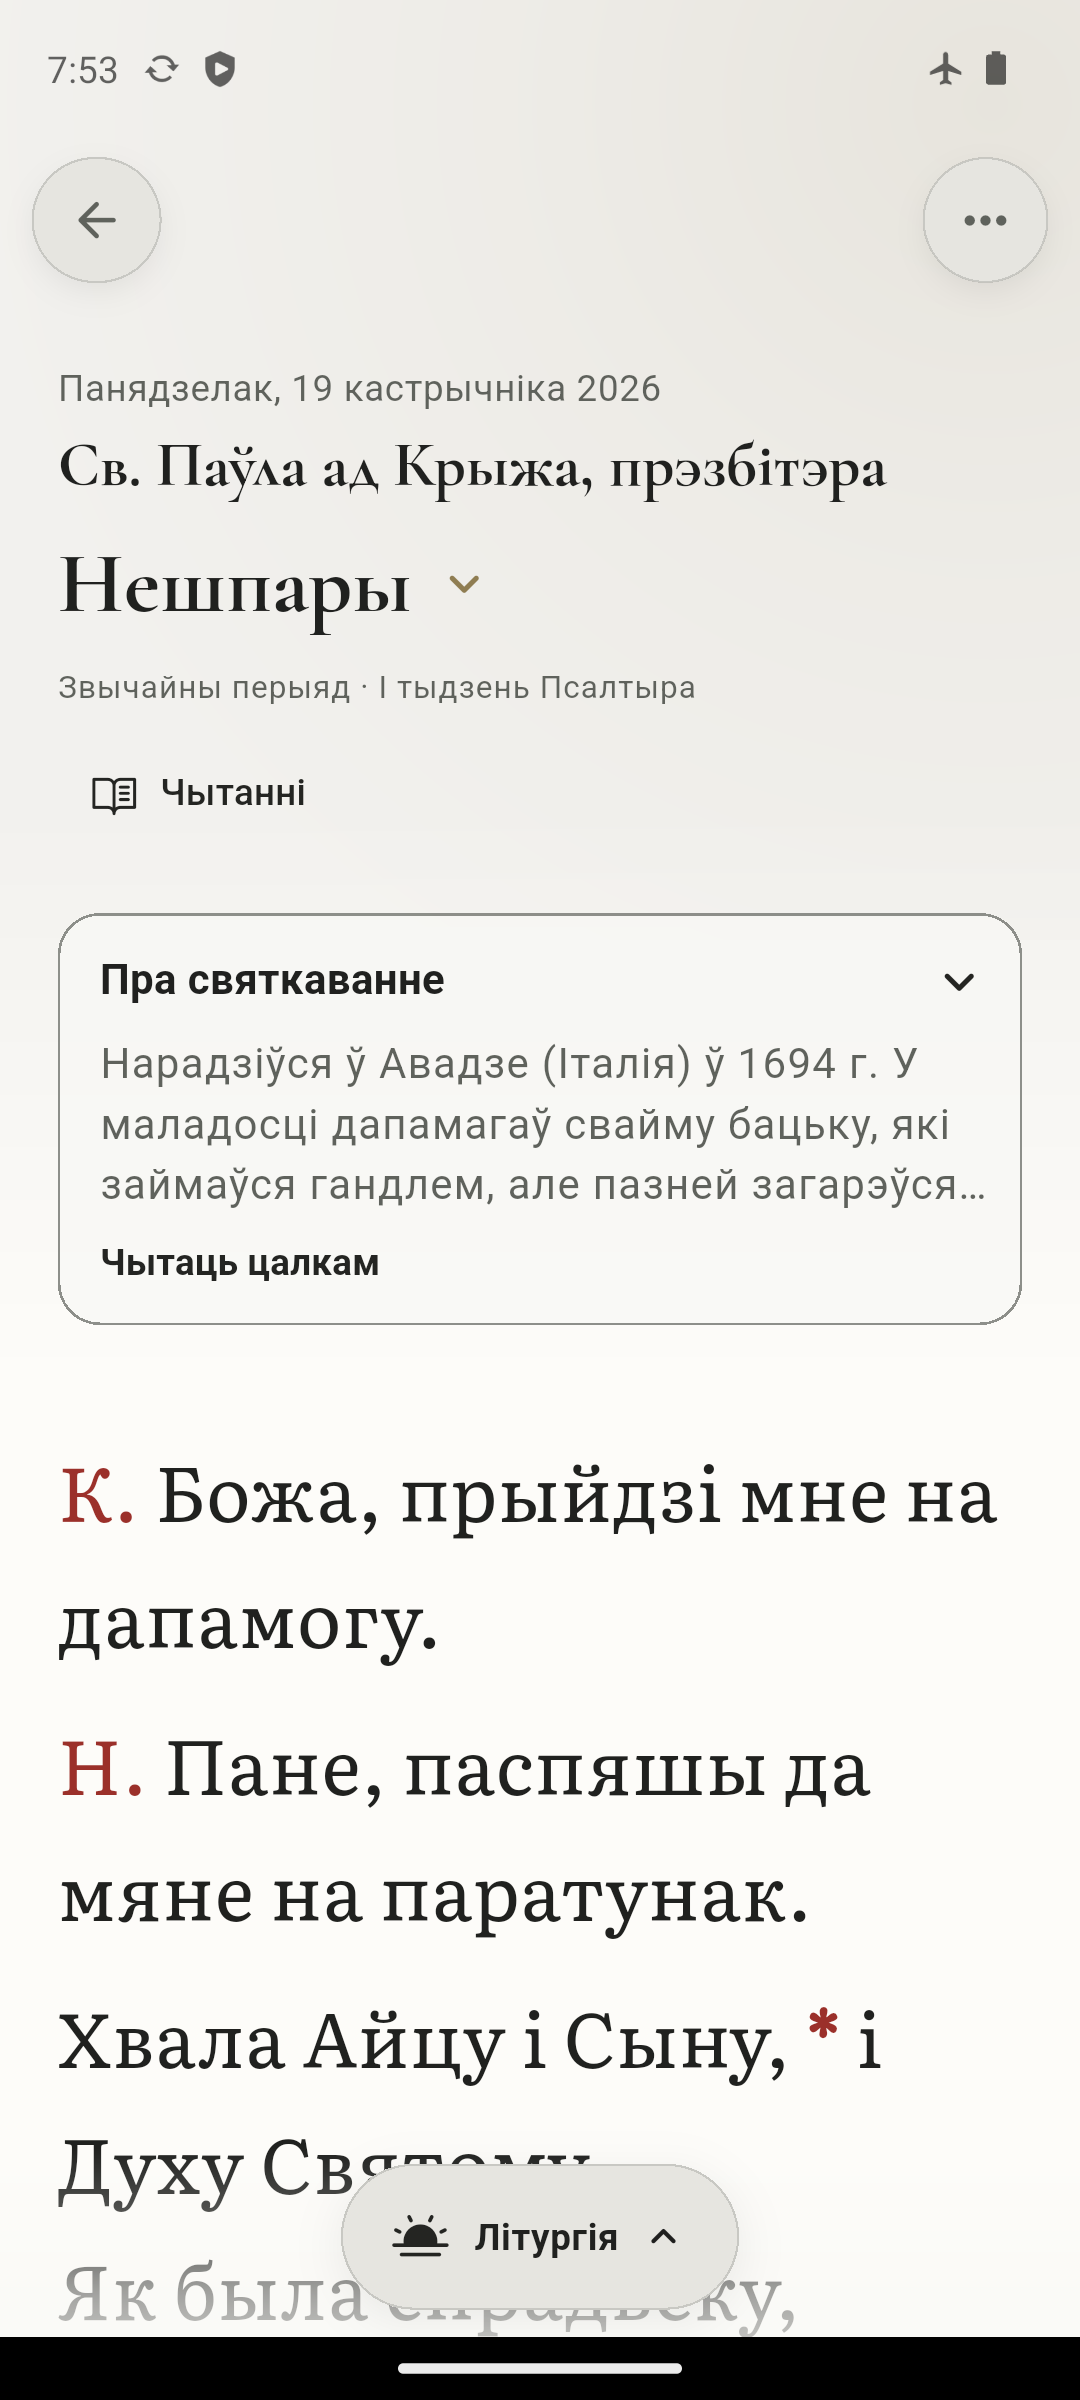 7:53
Панядзелак, 19 кастрычніка 2026
Св. Паўла ад Крыжа, прэзбітэра
Нешпары
Звычайны перыяд · I тыдзень Псалтыра
Чытанні
Пра святкаванне
Нарадзіўся ў Авадзе (Італія) ў 1694 г. У
маладосці дапамагаў свайму бацьку, які
займаўся гандлем, але пазней загарэўся…
Чытаць цалкам
К. Божа, прыйдзі мне на
дапамогу.
Н. Пане, паспяшы да
мяне на паратунак.
Хвала Айцу і Сыну, * і
Духу Святому.
Як была спрадвеку,
Літургія